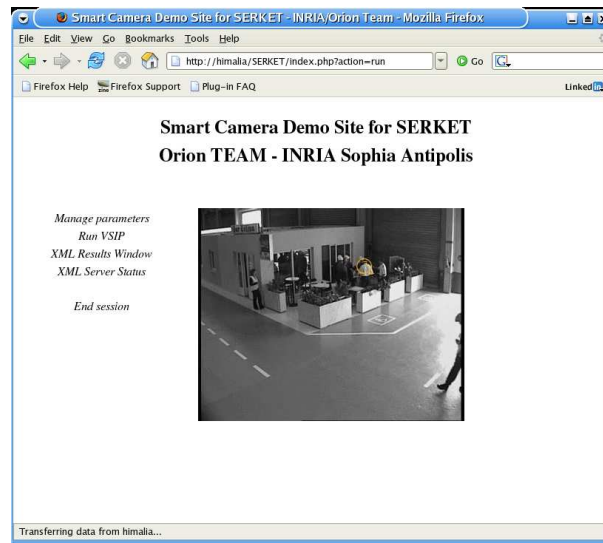 Smart Camera Demo Site for SERKET - INRIA/Orion Team - Mozilla Firefox
File Edit View Go Bookmarks Tools Help
http://himalia/SERKET/index.php?action=run
Go
G
Firefox Help Firefox Support Plug-in FAQ
Linked in
Smart Camera Demo Site for SERKET
Orion TEAM - INRIA Sophia Antipolis
Manage parameters
Run VSIP
XML Results Window
XML Server Status
End session
Transferring data from himalia...